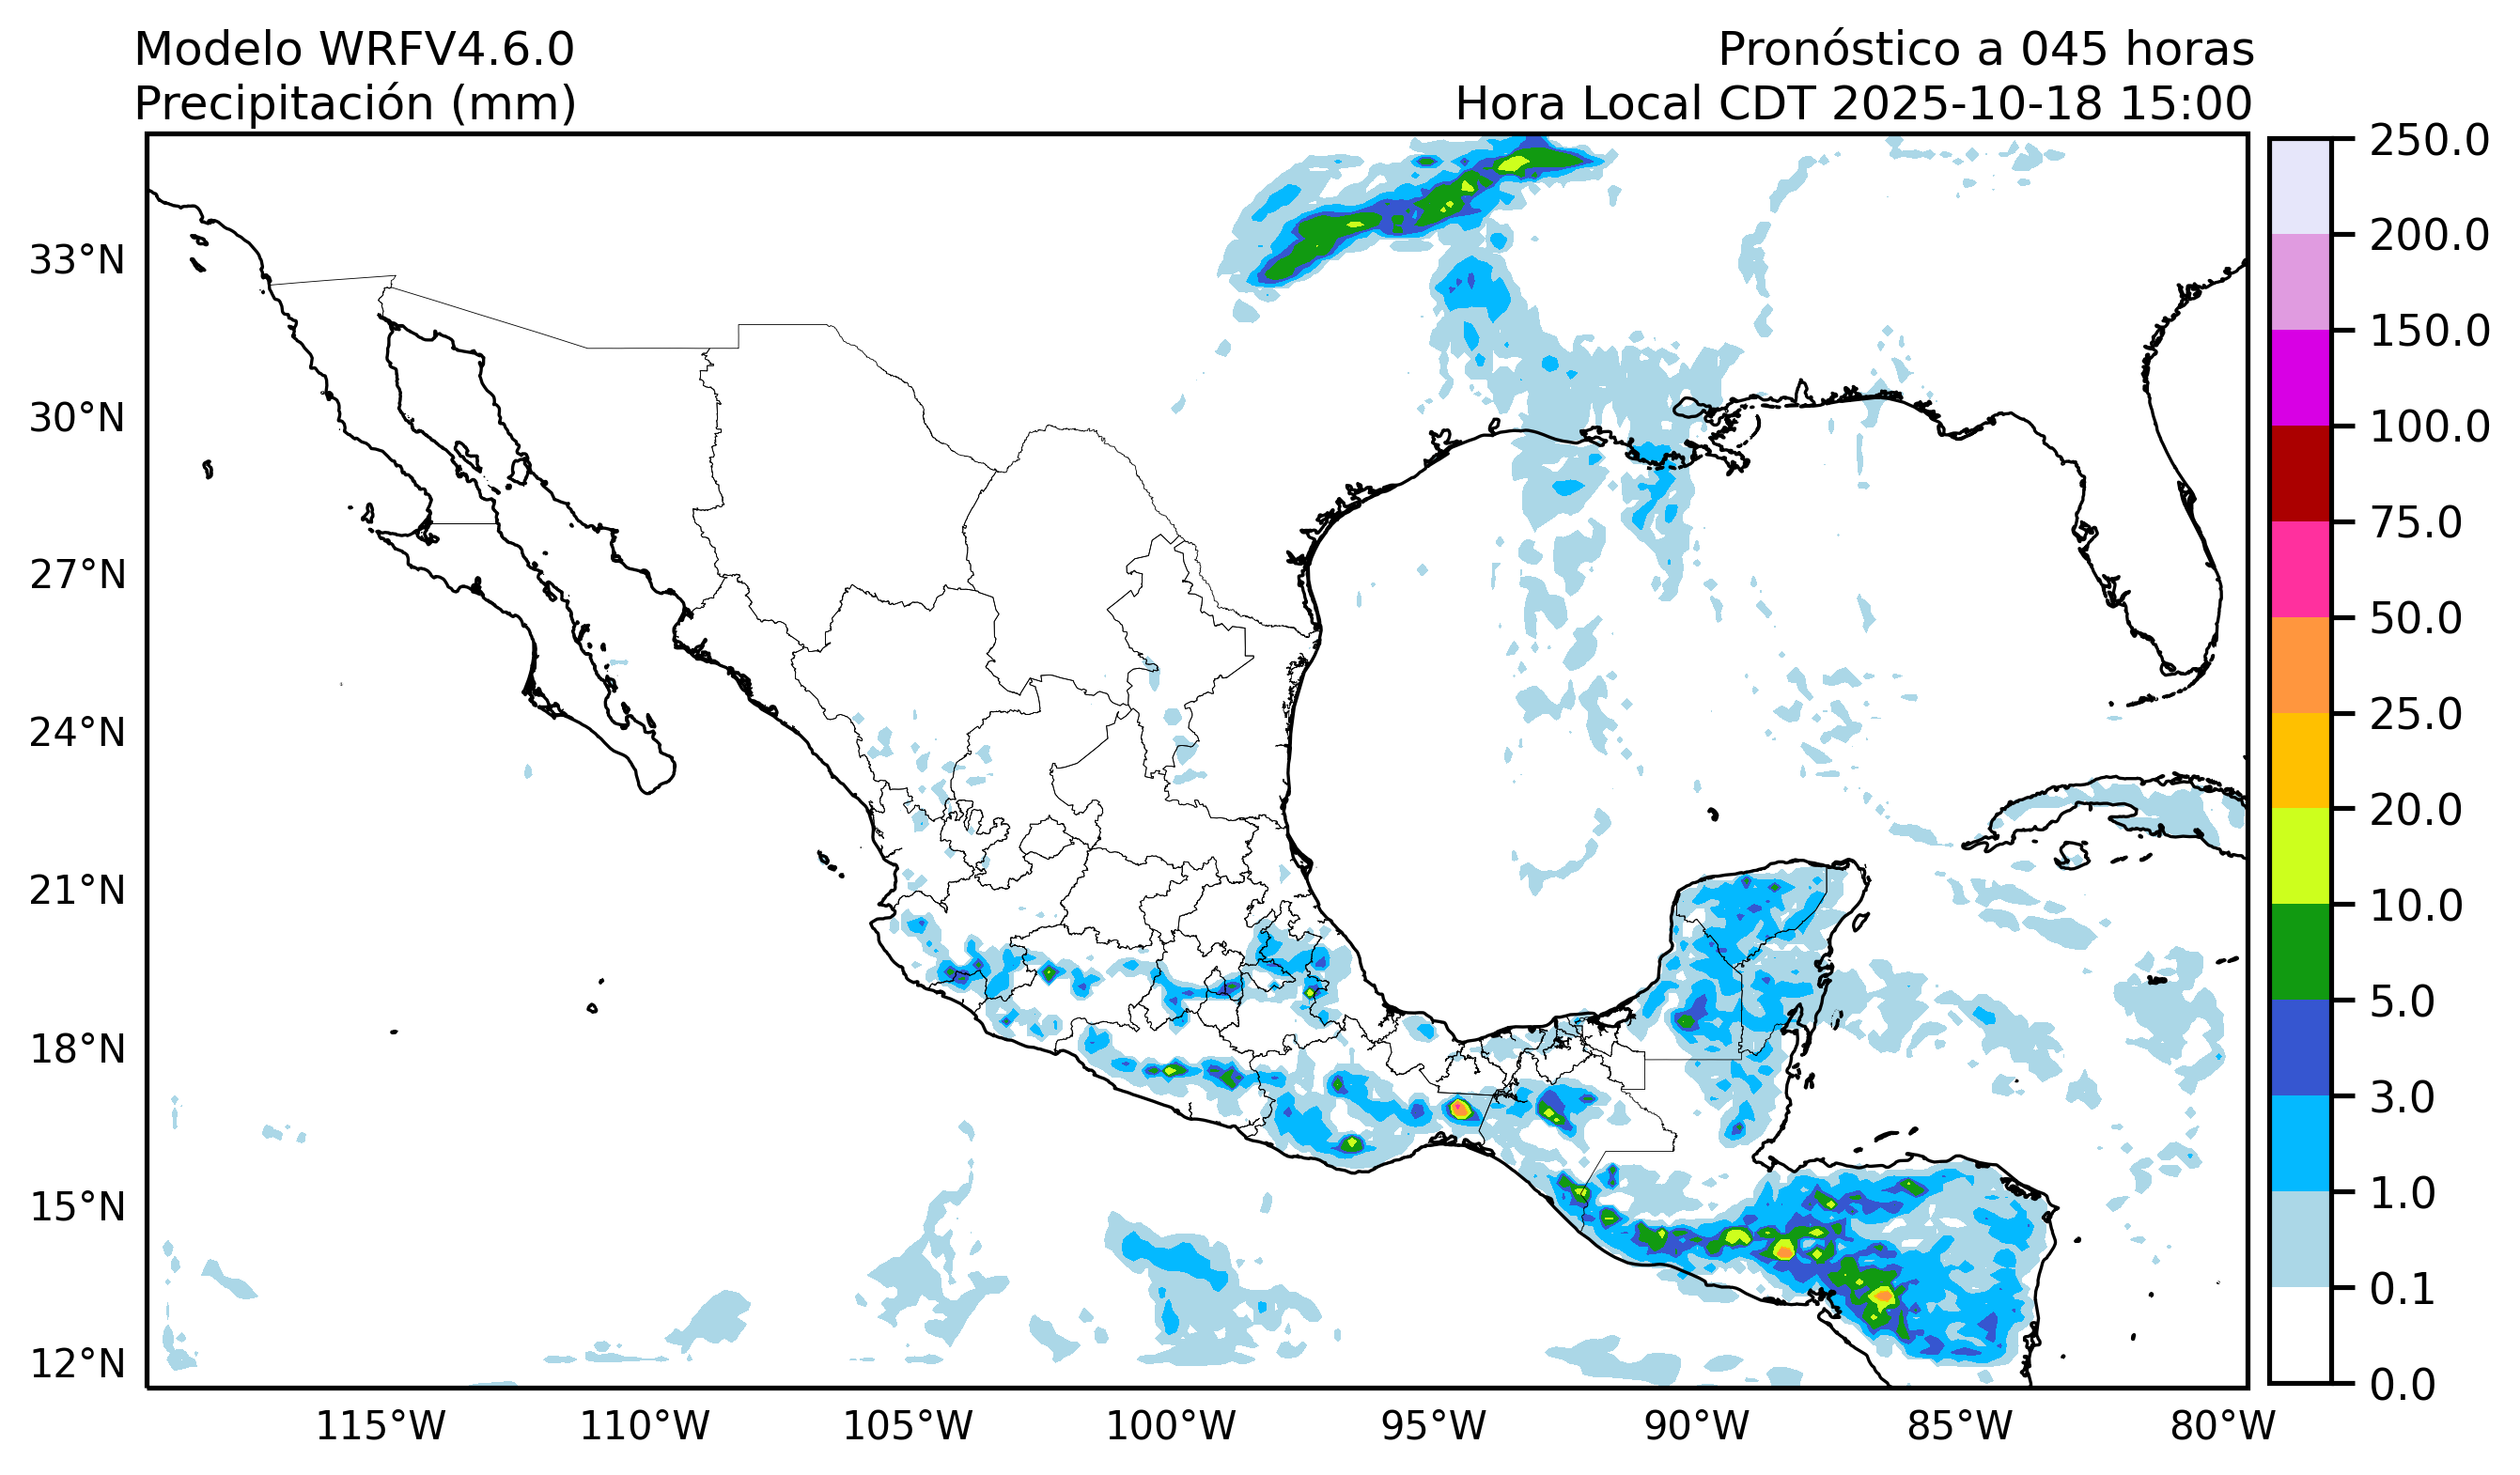 Modelo WRFV4.6.0
Precipitación (mm)
Pronóstico a 045 horas
Hora Local CDT 2025-10-18 15:00
33°N
30°N
27°N
24°N
21°N
18°N
15°N
12°N
115°W
110°W
105°W
100°W
95°W
90°W
85°W
80°W
250.0
200.0
150.0
100.0
75.0
50.0
25.0
20.0
10.0
5.0
3.0
1.0
0.1
0.0